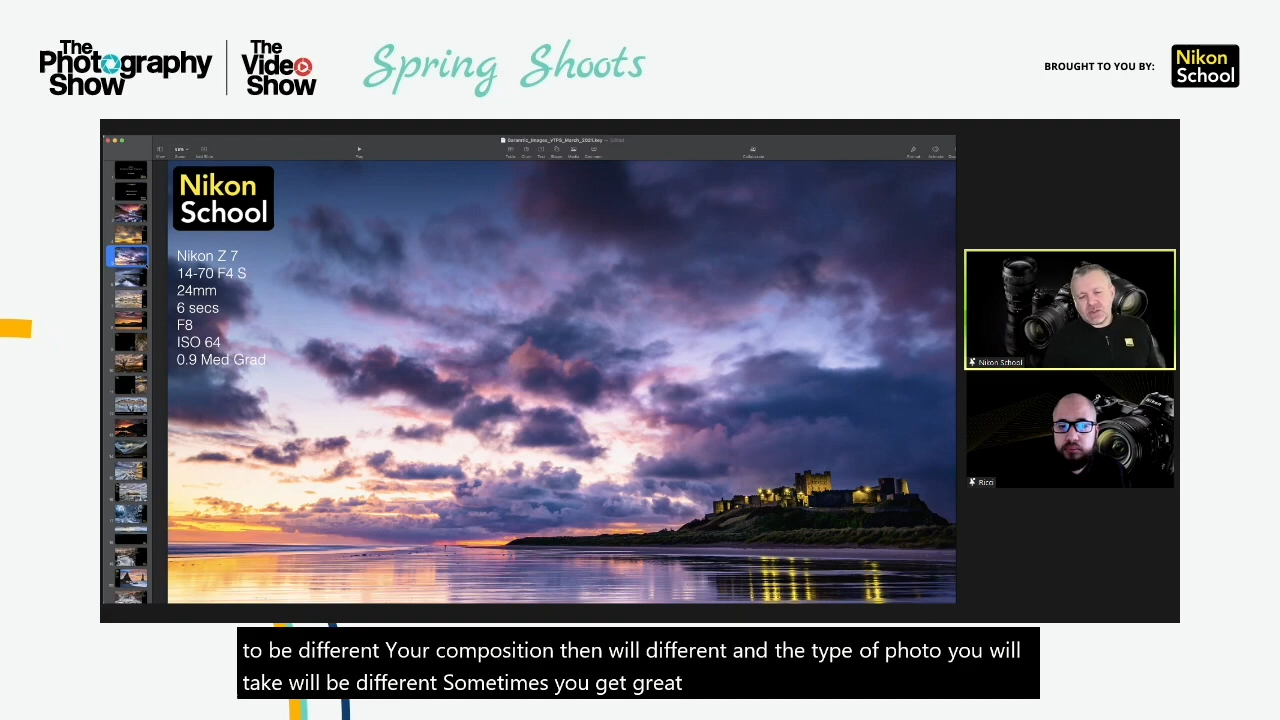 The
Photography
Show
The
Video
Show
Spring Shoots
BROUGHT TO YOU BY:
Nikon
School
Nikon
School
Nikon Z 7
14-70 F4 S
24mm
6 secs
F8
ISO 64
0.9 Med Grad
Nikon School
Ricci
to be different Your composition then will different and the type of photo you will
take will be different Sometimes you get great